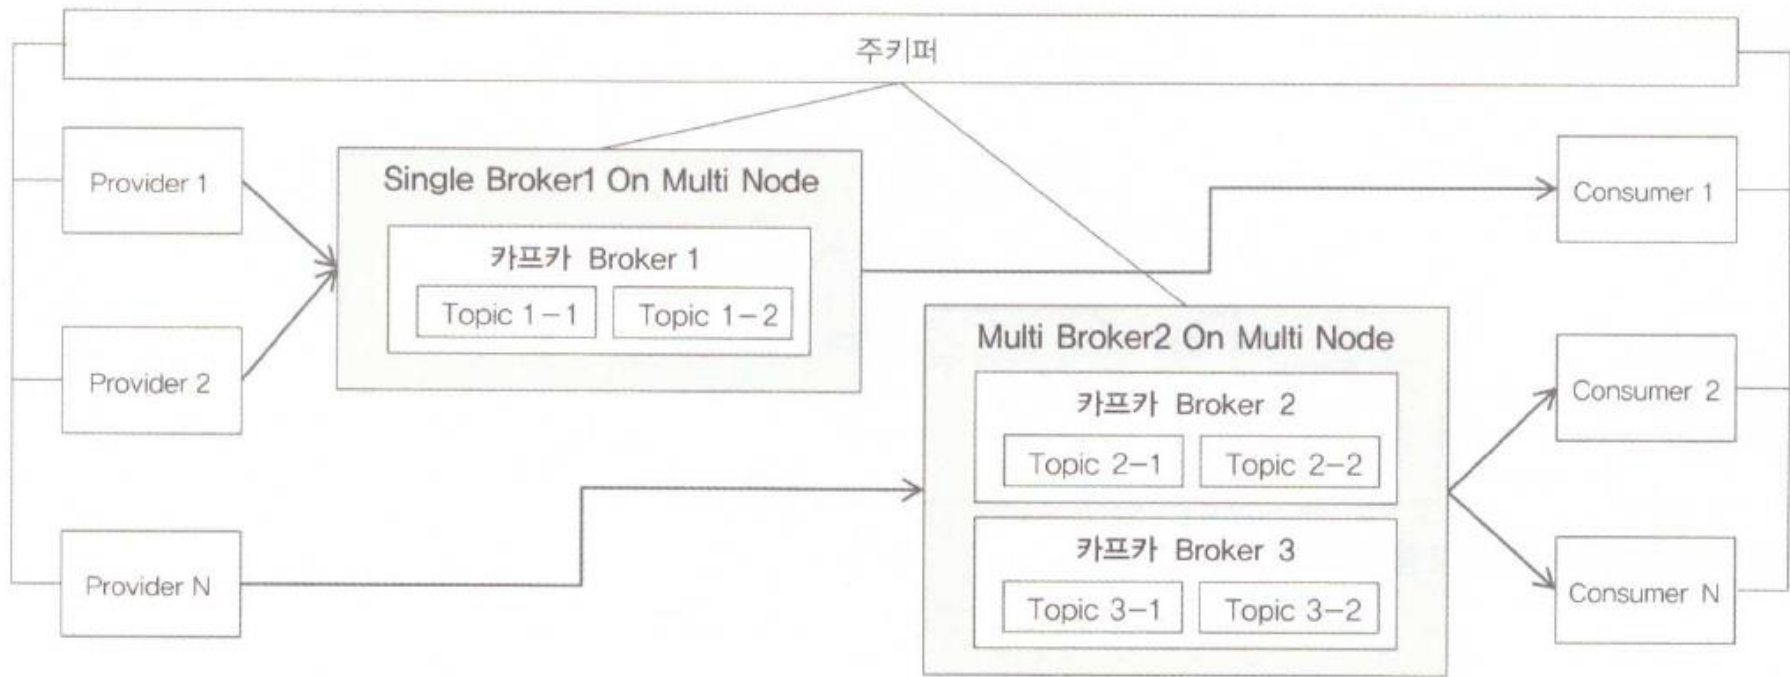 주키퍼
Provider 1
Provider 2
Provider N
Single Broker1 On Multi Node
카프카 Broker 1
Topic 1-1
Topic 1-2
Multi Broker2 On Multi Node
카프카 Broker 2
Topic 2-1
Topic 2-2
카프카 Broker 3
Topic 3-1
Topic 3-2
Consumer 1
Consumer 2
Consumer N